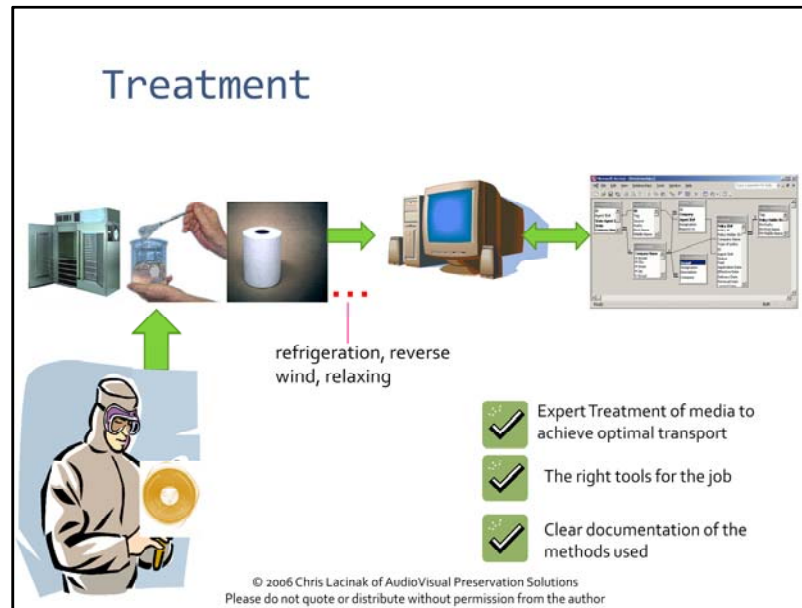 Treatment
refrigeration, reverse
wind, relaxing
Expert Treatment of media to
achieve optimal transport
The right tools for the job
Clear documentation of the
methods used
© 2006 Chris Lacinak of AudioVisual Preservation Solutions
Please do not quote or distribute without permission from the author